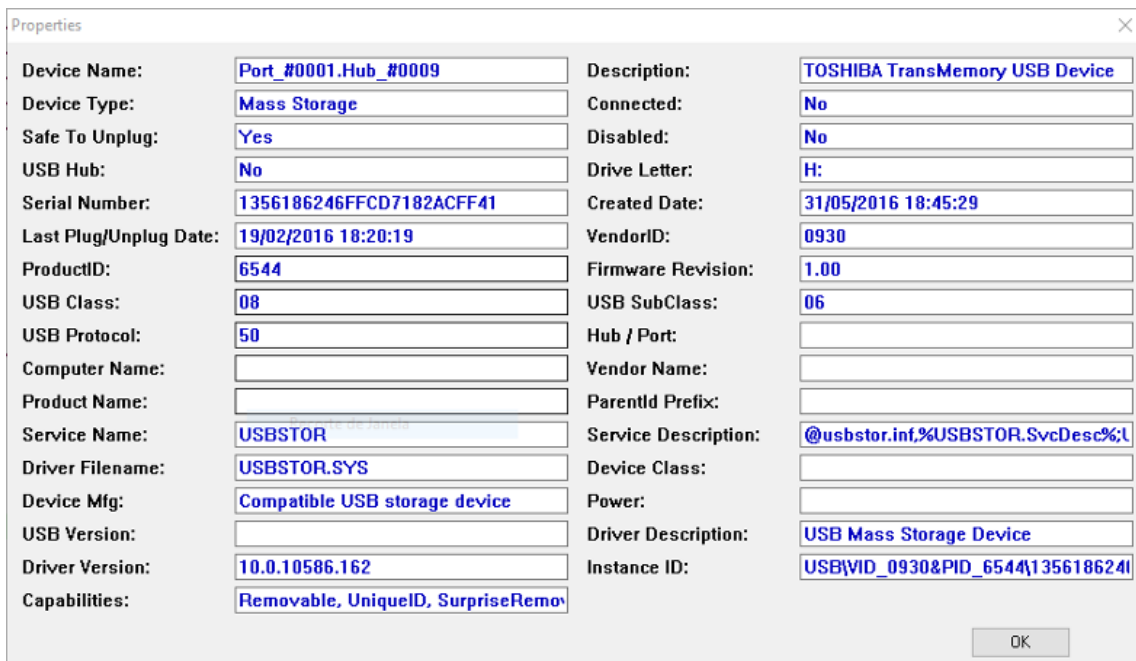 Properties
Device Name: Port_#0001.Hub_#0009 Description: TOSHIBA TransMemory USB Device
Device Type: Mass Storage Connected: No
Safe To Unplug: Yes Disabled: No
USB Hub: No Drive Letter: H:
Serial Number: 1356186246FFCD7182ACFF41 Created Date: 31/05/2016 18:45:29
Last Plug/Unplug Date: 19/02/2016 18:20:19 VendorID: 0930
ProductID: 6544 Firmware Revision: 1.00
USB Class: 08 USB SubClass: 06
USB Protocol: 50 Hub / Port:
Computer Name: Vendor Name:
Product Name: ParentId Prefix:
Recorte de Janela
Service Name: USBSTOR Service Description: @usbstor.inf,%USBSTOR.SvcDesc%;U
Driver Filename: USBSTOR.SYS Device Class:
Device Mfg: Compatible USB storage device Power:
USB Version: Driver Description: USB Mass Storage Device
Driver Version: 10.0.10586.162 Instance ID: USB\VID_0930&PID_6544\135618624
Capabilities: Removable, UniqueID, SurpriseRemov
OK